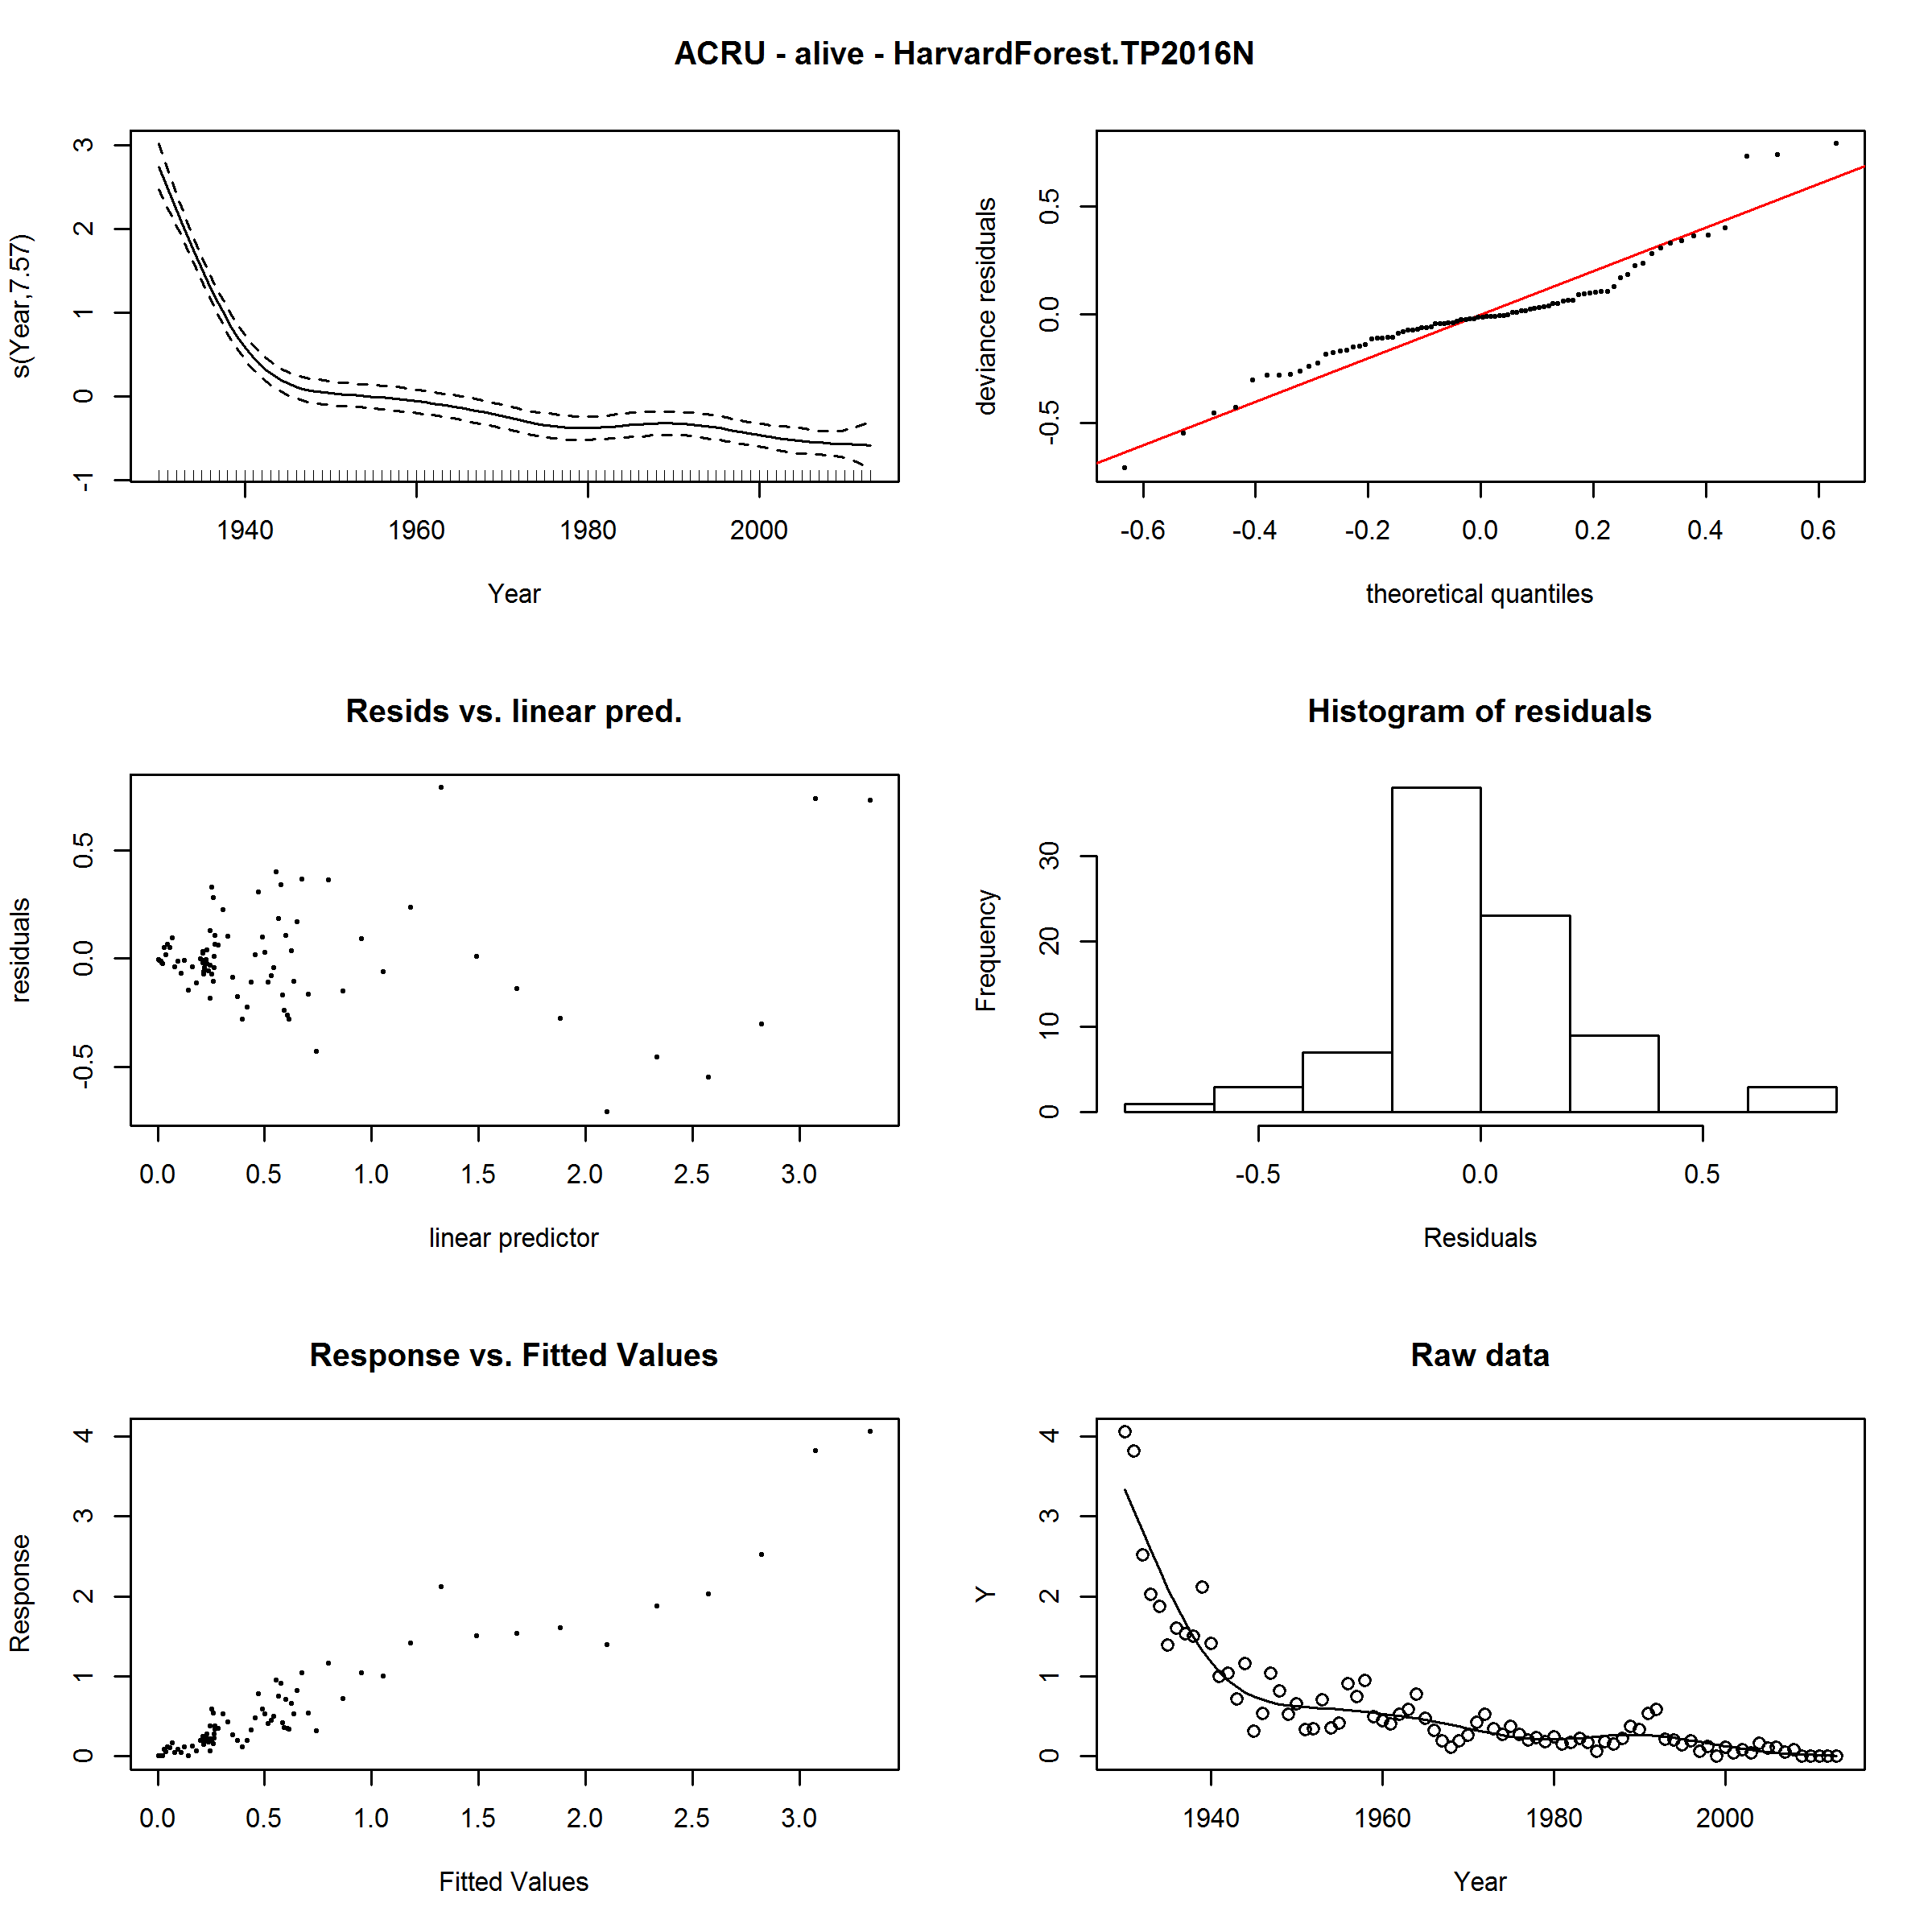 ACRU - alive - HarvardForest.TP2016N
s(Year,7.57)
3
2
1
0
-1
1940 1960 1980 2000
Year
deviance residuals
0.5
0.0
-0.5
-0.6 -0.4 -0.2 0.0 0.2 0.4 0.6
theoretical quantiles
Resids vs. linear pred.
residuals
0.5
0.0
-0.5
0.0 0.5 1.0 1.5 2.0 2.5 3.0
linear predictor
Histogram of residuals
Frequency
30
20
10
0
-0.5 0.0 0.5
Residuals
Response vs. Fitted Values
Response
4
3
2
1
0
0.0 0.5 1.0 1.5 2.0 2.5 3.0
Fitted Values
Raw data
Y
4
3
2
1
0
1940 1960 1980 2000
Year